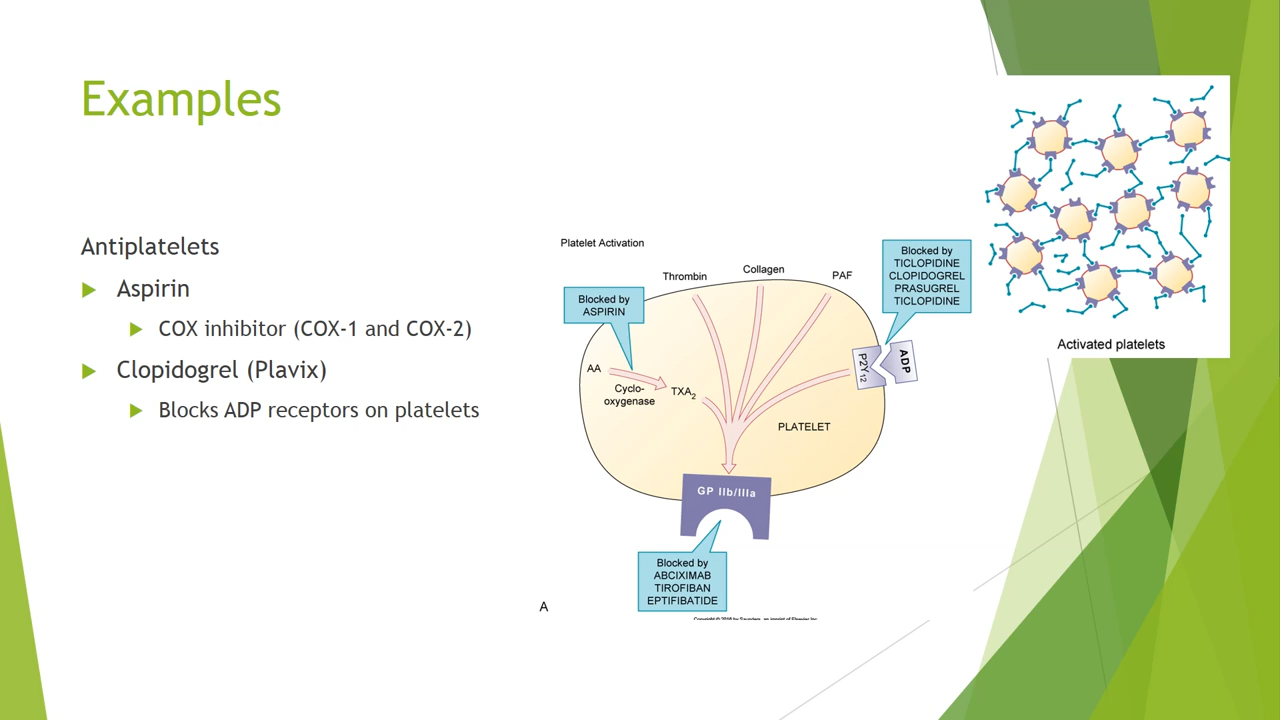 Examples
Antiplatelets
Aspirin
COX inhibitor (COX-1 and COX-2)
Clopidogrel (Plavix)
Blocks ADP receptors on platelets
Platelet Activation
Thrombin
Collagen
PAF
Blocked by
ASPIRIN
Blocked by
TICLOPIDINE
CLOPIDOGREL
PRASUGREL
TICLOPIDINE
AA
Cyclo-
oxygenase
TXA2
P2Y12
ADP
PLATELET
GP IIb/IIIa
Blocked by
ABCIXIMAB
TIROFIBAN
EPTIFIBATIDE
A
Activated platelets